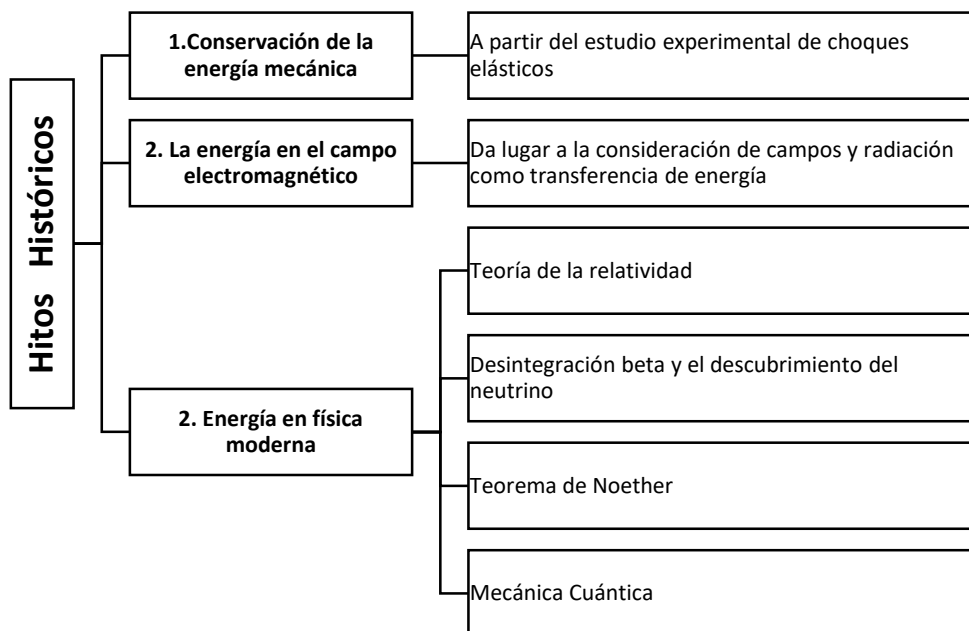 Hitos Históricos
1.Conservación de la
energía mecánica
A partir del estudio experimental de choques
elásticos
2. La energía en el campo
electromagnético
Da lugar a la consideración de campos y radiación
como transferencia de energía
2. Energía en física
moderna
Teoría de la relatividad
Desintegración beta y el descubrimiento del
neutrino
Teorema de Noether
Mecánica Cuántica